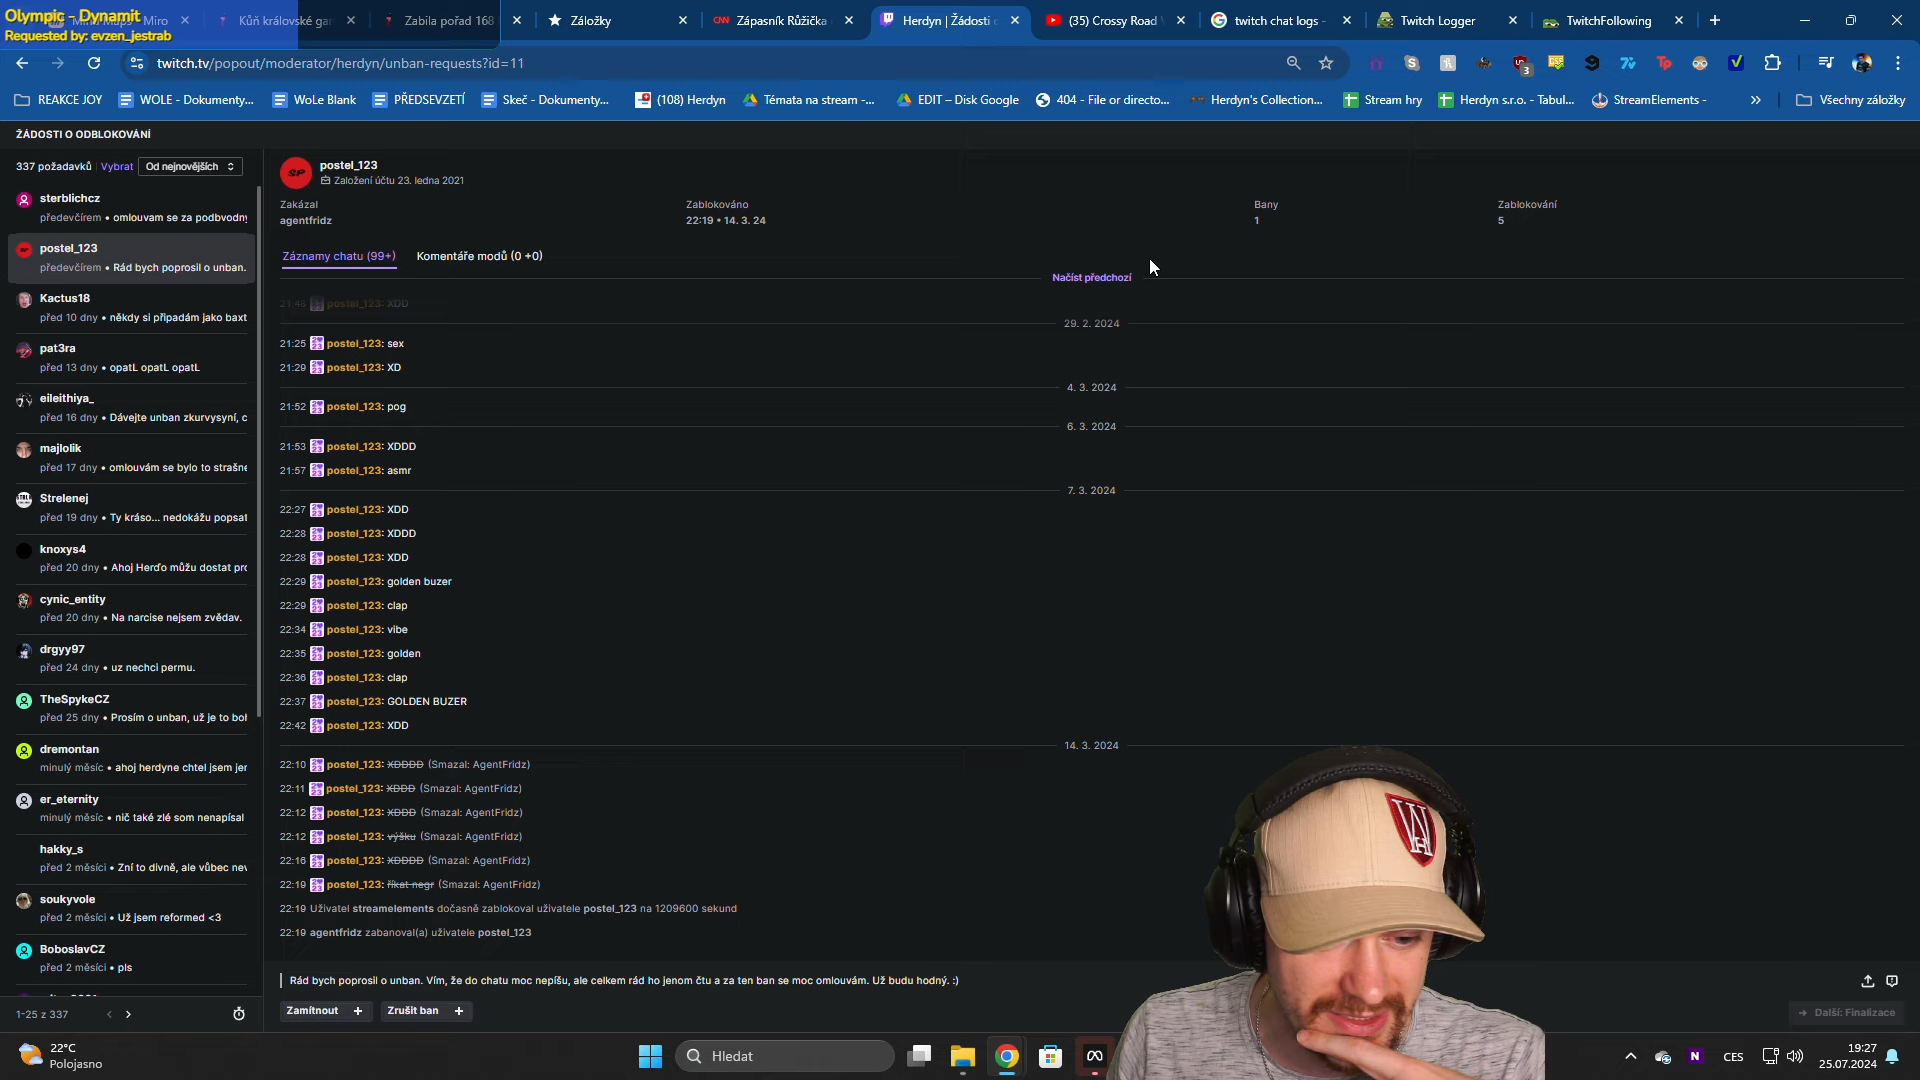 Olympic - Dynamit
Requested by: evzen_jestrab
Miro
Kůň královské gar
Zabila pořad 168
Záložky
CNN Zápasník Růžička
Herdyn | Žádosti o
(35) Crossy Road
twitch chat logs -
Twitch Logger
TwitchFollowing
twitch.tv/popout/moderator/herdyn/unban-requests?id=11
REAKCE JOY
WOLE - Dokumenty...
WoLe Blank
PŘEDSEVZETÍ
Skeč - Dokumenty...
(108) Herdyn
Témata na stream -...
EDIT – Disk Google
404 - File or directo...
Herdyn's Collection...
Stream hry
Herdyn s.r.o. - Tabul...
StreamElements -
»
Všechny záložky
ŽÁDOSTI O ODBLOKOVÁNÍ
337 požadavků | Vybrat
Od nejnovějších
sterblichcz
předevčírem • omlouvam se za podbvodny
postel_123
předevčírem • Rád bych poprosil o unban.
Kactus18
před 10 dny • někdy si připadám jako baxt
pat3ra
před 13 dny • opatL opatL opatL
eileithiya_
před 16 dny • Dávejte unban zkurvysyní, c
majlolik
před 17 dny • omlouvám se bylo to strašne
Strelenej
před 19 dny • Ty kráso... nedokážu popsat
knoxys4
před 20 dny • Ahoj Herďo můžu dostat pro
cynic_entity
před 20 dny • Na narcise nejsem zvědav.
drgyy97
před 24 dny • uz nechci permu.
TheSpykeCZ
před 25 dny • Prosím o unban, už je to boh
dremontan
minulý měsíc • ahoj herdyne chtel jsem jen
er_eternity
minulý měsíc • nič také zlé som nenapísal
hakky_s
před 2 měsíci • Zní to divně, ale vůbec nev
soukyvole
před 2 měsíci • Už jsem reformed <3
BoboslavCZ
před 2 měsíci • pls
1-25 z 337
postel_123
Založení účtu 23. ledna 2021
Zakázal
agentfridz
Zablokováno
22:19 • 14. 3. 24
Bany
1
Zablokování
5
Záznamy chatu (99+)
Komentáře modů (0 +0)
Načíst předchozí
21:48 postel_123: XDD
29. 2. 2024
21:25 postel_123: sex
21:29 postel_123: XD
4. 3. 2024
21:52 postel_123: pog
6. 3. 2024
21:53 postel_123: XDDD
21:57 postel_123: asmr
7. 3. 2024
22:27 postel_123: XDD
22:28 postel_123: XDDD
22:28 postel_123: XDD
22:29 postel_123: golden buzer
22:29 postel_123: clap
22:34 postel_123: vibe
22:35 postel_123: golden
22:36 postel_123: clap
22:37 postel_123: GOLDEN BUZER
22:42 postel_123: XDD
14. 3. 2024
22:10 postel_123: XDDDD (Smazal: AgentFridz)
22:11 postel_123: XDDD (Smazal: AgentFridz)
22:12 postel_123: XDDD (Smazal: AgentFridz)
22:12 postel_123: výšku (Smazal: AgentFridz)
22:16 postel_123: XDDDD (Smazal: AgentFridz)
22:19 postel_123: říkat negr (Smazal: AgentFridz)
22:19 Uživatel streamelements dočasně zablokoval uživatele postel_123 na 1209600 sekund
22:19 agentfridz zabanoval(a) uživatele postel_123
Rád bych poprosil o unban. Vím, že do chatu moc nepíšu, ale celkem rád ho jenom čtu a za ten ban se moc omlouvám. Už budu hodný. :)
Zamítnout +
Zrušit ban +
Další: Finalizace
22°C
Polojasno
Hledat
CES
19:27
25.07.2024